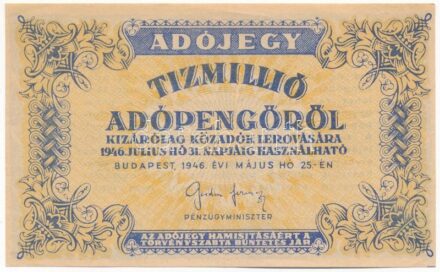 ADÓJEGY
TIZMILLIÓ
ADÓPENGŐRŐL
KIZÁRÓLAG KÖZADÓK LEROVÁSÁRA
1946. JULIUS HÓ 31. NAPJÁIG HASZNÁLHATÓ
BUDAPEST, 1946. ÉVI MÁJUS HÓ 25-ÉN
PÉNZÜGYMINISZTER
AZ ADÓJEGY HAMISITÁSÁÉRT A
TÖRVÉNYSZABTA BÜNTETÉS JÁR